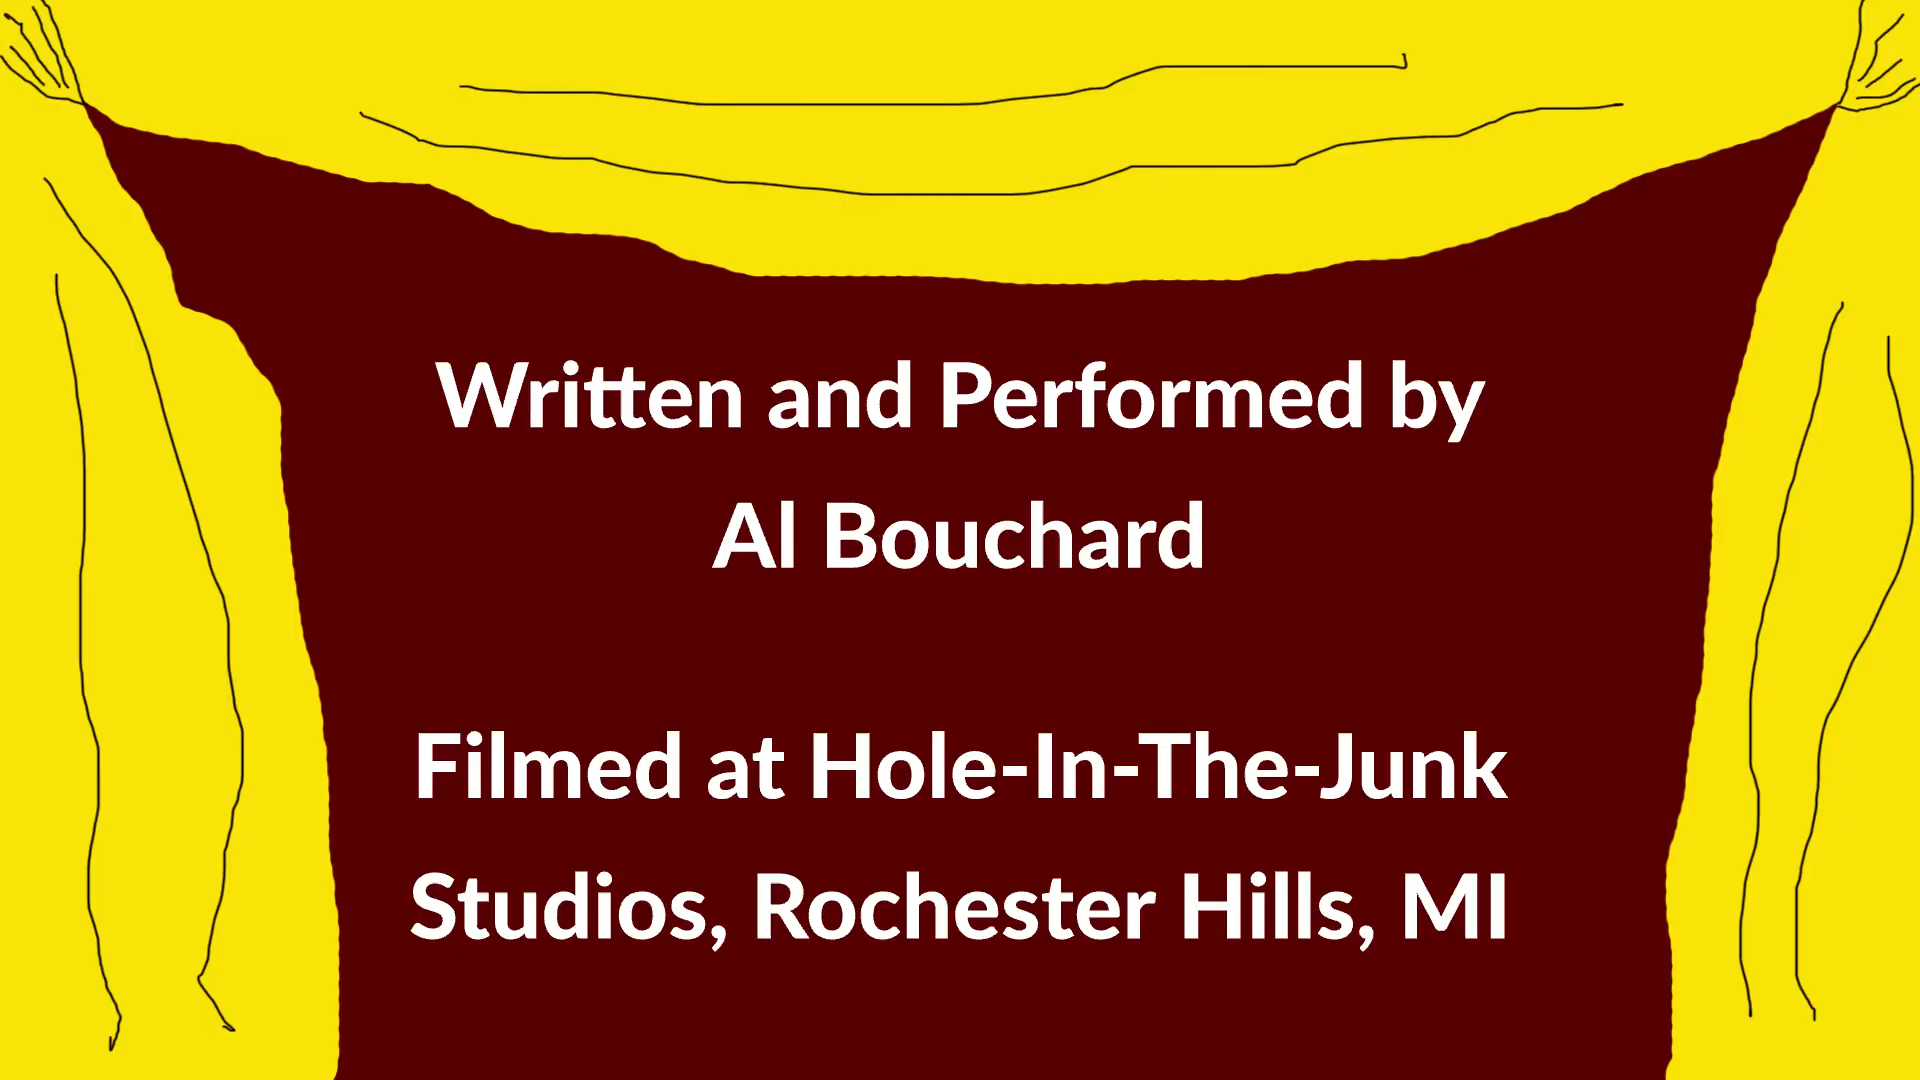 Written and Performed by
Al Bouchard
Filmed at Hole-In-The-Junk
Studios, Rochester Hills, MI